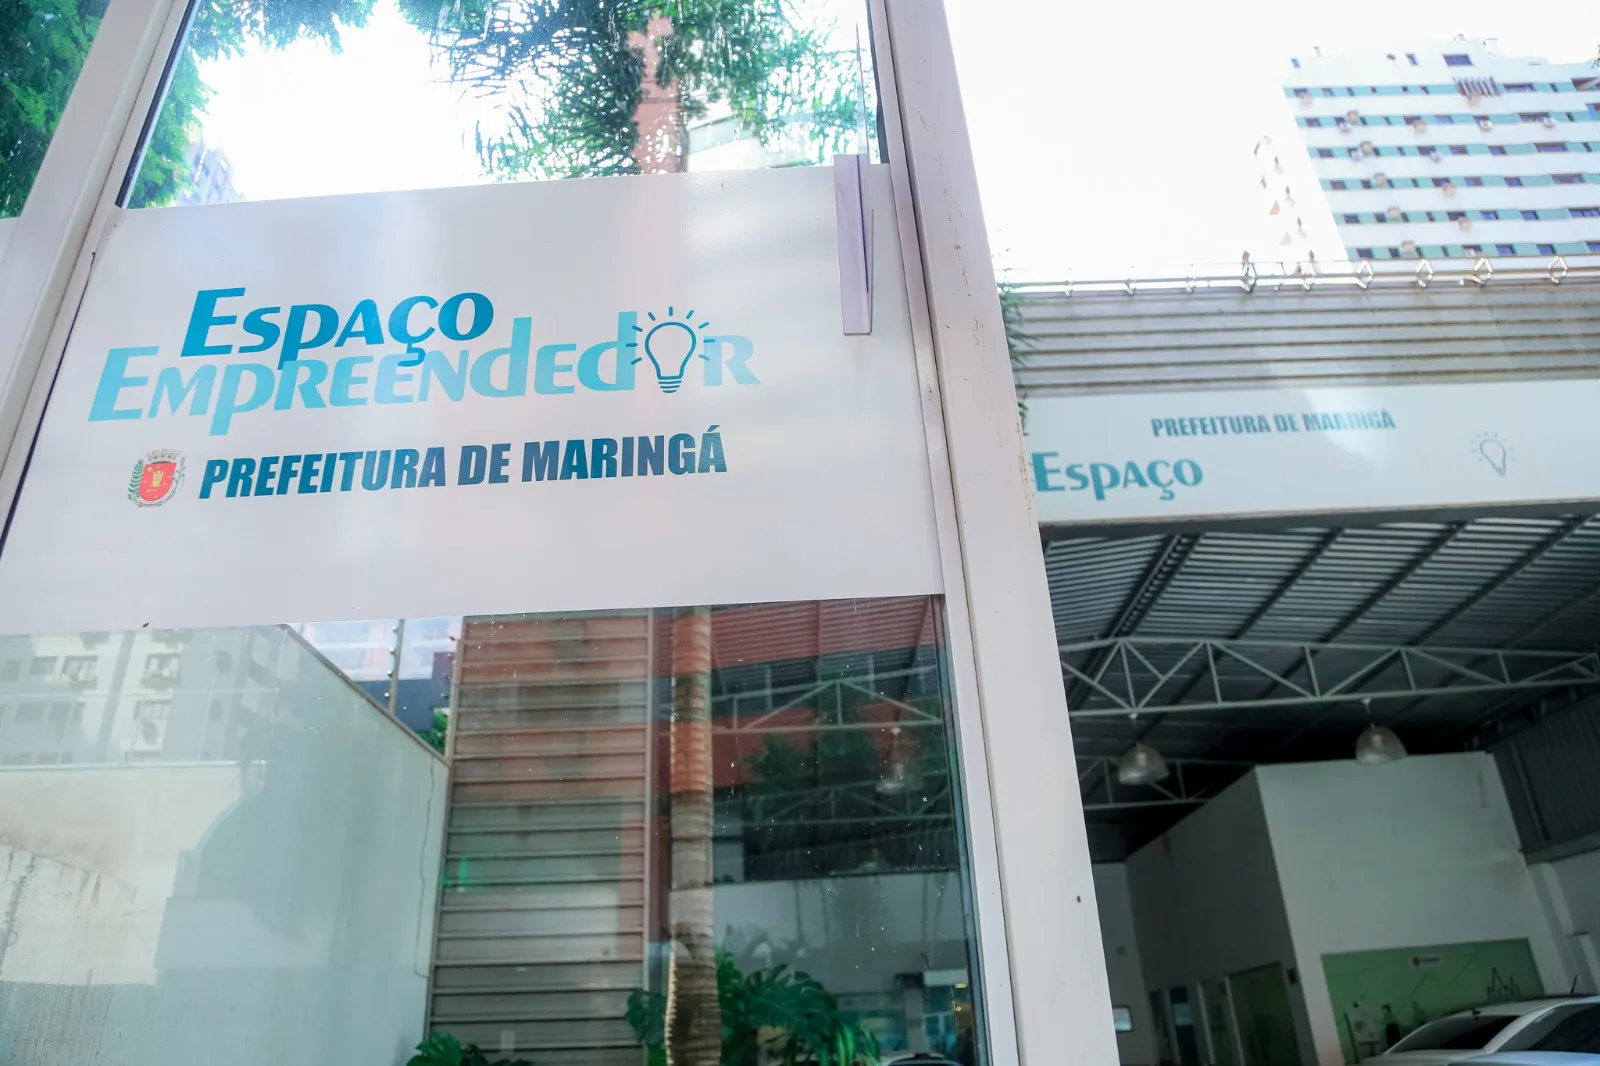 Espaço
Empreendedor
PREFEITURA DE MARINGÁ
PREFEITURA DE MARINGÁ
Espaço